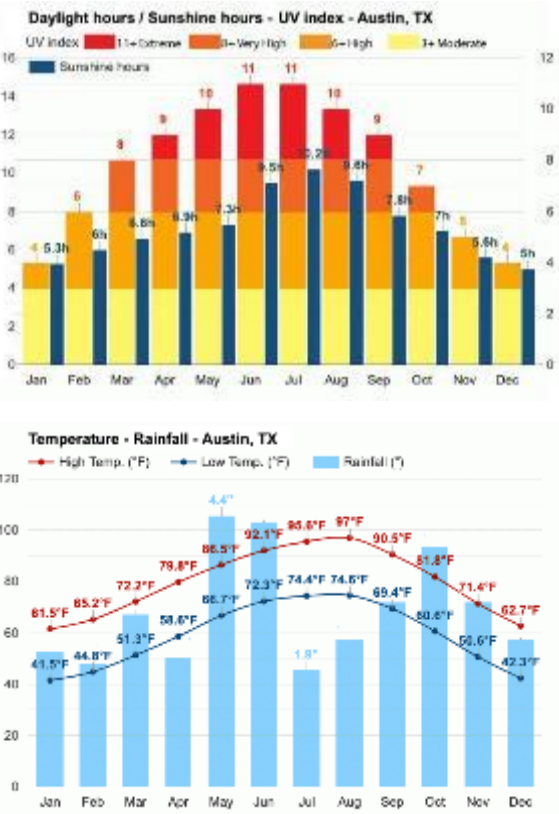 Daylight hours / Sunshine hours - UV index - Austin, TX
UV index 11+ Extreme 8+ Very High 6+ High 3+ Moderate
Sunshine hours
16 12
14
12 10
10 8
8 6
6 4
4
2 2
0 0
11 11
10 10
9 9
8
7
6
5
4 4
5.3h 6h 6.6h 6.9h 7.3h 9.5h 10.2h 9.6h 7.8h 7h 5.6h 5h
Jan Feb Mar Apr May Jun Jul Aug Sep Oct Nov Dec
Temperature - Rainfall - Austin, TX
High Temp. (°F) Low Temp. (°F) Rainfall (")
120
100
80
60
40
20
0
4.4"
1.8"
61.5°F 65.2°F 72.2°F 79.8°F 86.5°F 92.1°F 95.6°F 97°F 90.5°F 81.8°F 71.4°F 62.7°F
41.5°F 44.8°F 51.3°F 58.6°F 66.7°F 72.3°F 74.4°F 74.6°F 69.4°F 60.6°F 50.6°F 42.3°F
Jan Feb Mar Apr May Jun Jul Aug Sep Oct Nov Dec